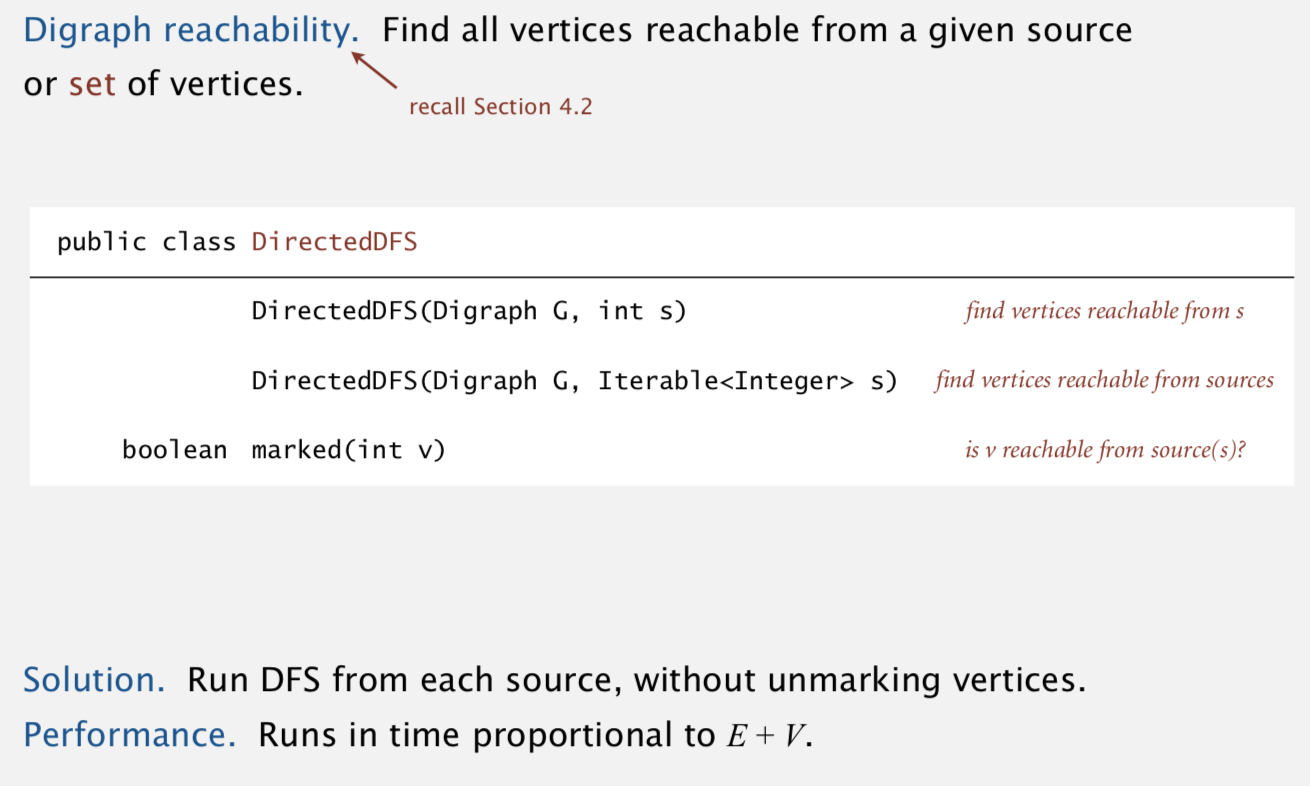 Digraph reachability. Find all vertices reachable from a given source
or set of vertices.
recall Section 4.2
public class DirectedDFS
DirectedDFS(Digraph G, int s) find vertices reachable from s
DirectedDFS(Digraph G, Iterable<Integer> s) find vertices reachable from sources
boolean marked(int v) is v reachable from source(s)?
Solution. Run DFS from each source, without unmarking vertices.
Performance. Runs in time proportional to E + V.